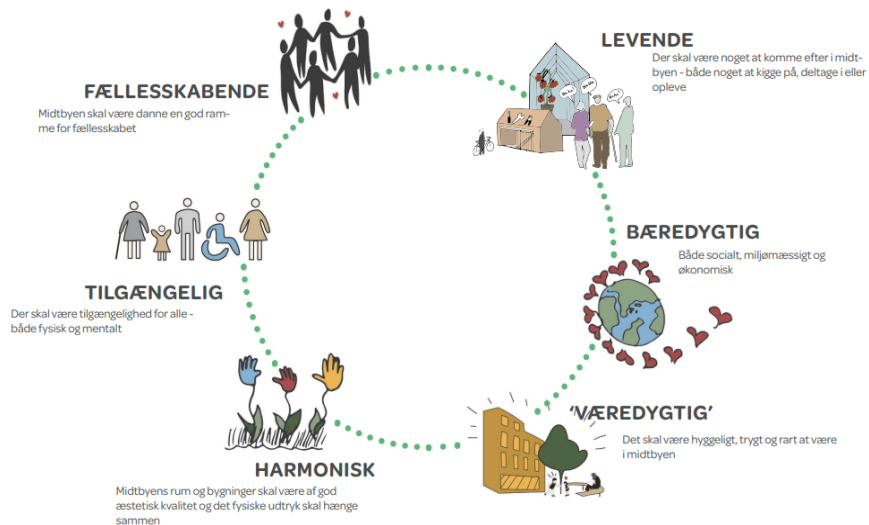 FÆLLESSKABENDE
Midtbyen skal være danne en god ram-
me for fællesskabet
LEVENDE
Der skal være noget at komme efter i midt-
byen - både noget at kigge på, deltage i eller
opleve
BÆREDYGTIG
Både socialt, miljømæssigt og
økonomisk
'VÆREDYGTIG'
Det skal være hyggeligt, trygt og rart at være
i midtbyen
HARMONISK
Midtbyens rum og bygninger skal være af god
æstetisk kvalitet og det fysiske udtryk skal hænge
sammen
TILGÆNGELIG
Der skal være tilgængelighed for alle -
både fysisk og mentalt